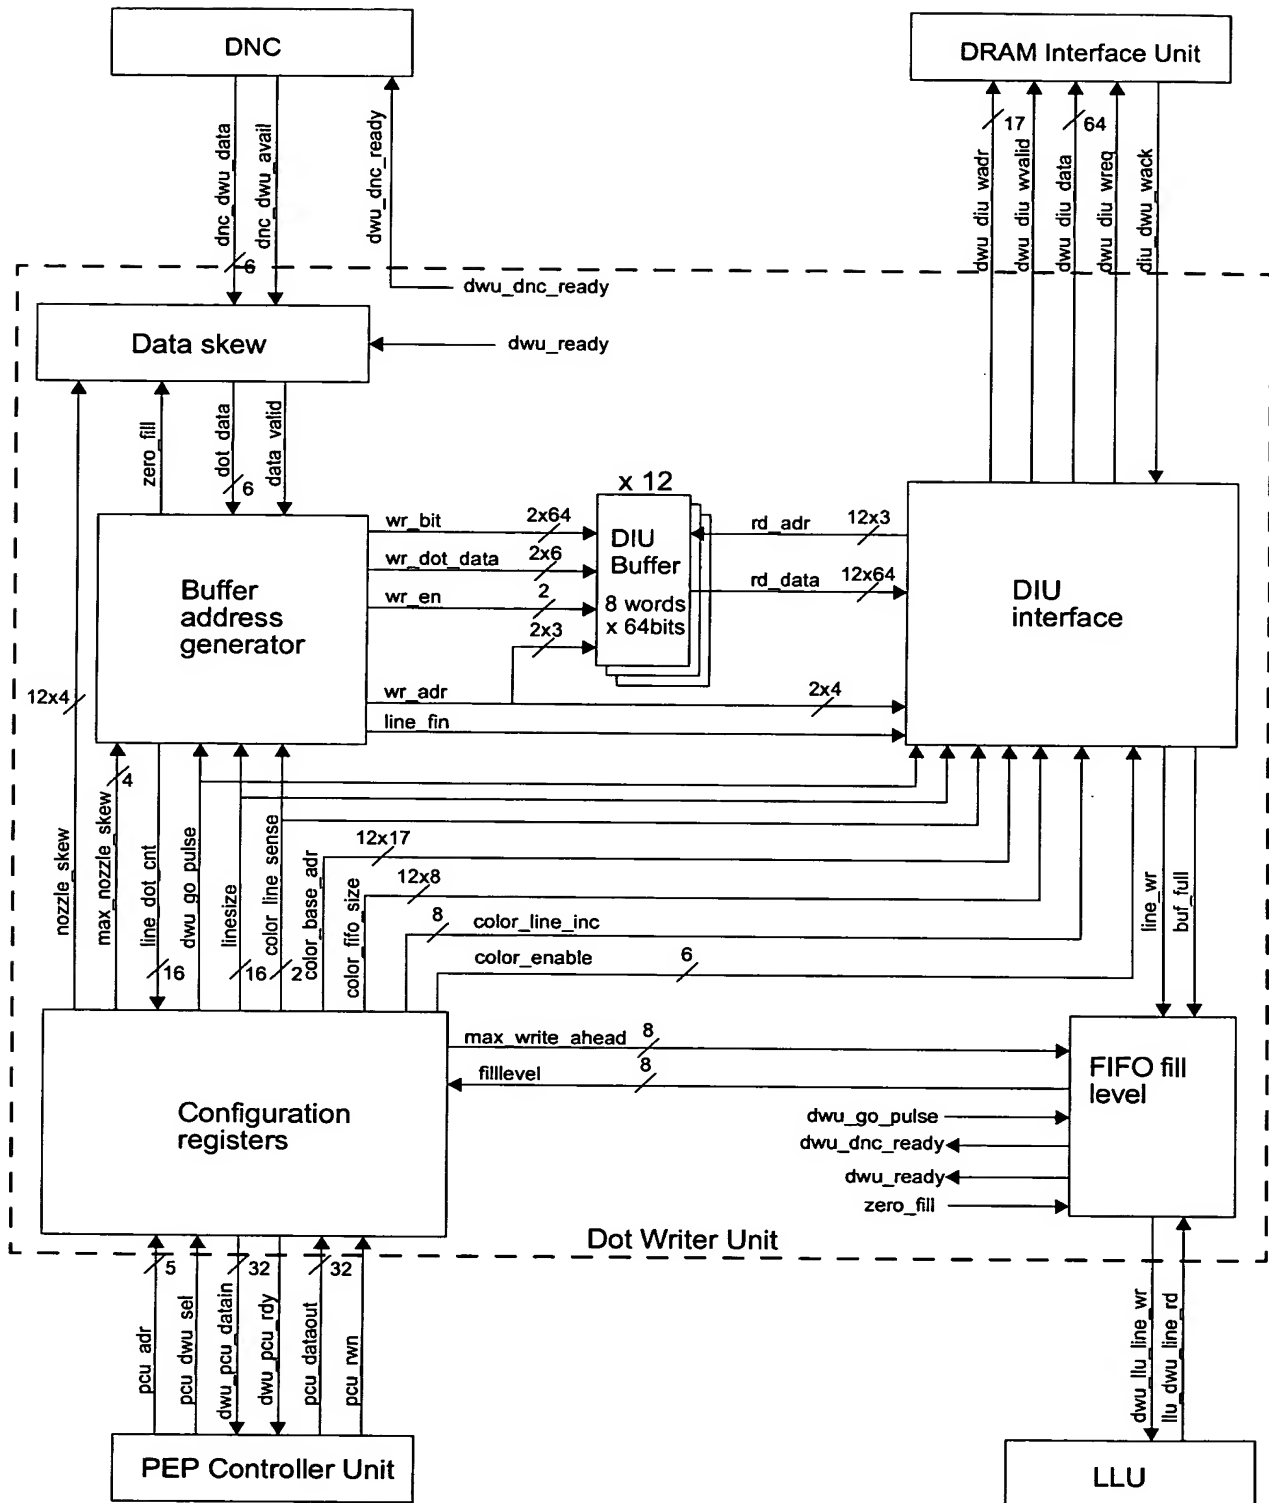 DNC
DRAM Interface Unit
dnc_dwu_data
dnc_dwu_avail
dwu_dnc_ready
6
17
64
dwu_diu_wadr
dwu_diu_wvalid
dwu_diu_data
dwu_diu_wreq
diu_dwu_wack
dwu_dnc_ready
Data skew
dwu_ready
zero_fill
dot_data
data_valid
6
x 12
Buffer
address
generator
wr_bit
2x64
wr_dot_data
2x6
wr_en
2
2x3
wr_adr
line_fin
DIU
Buffer
8 words
x 64bits
rd_adr
12x3
rd_data
12x64
2x4
DIU
interface
12x4
4
nozzle_skew
max_nozzle_skew
line_dot_cnt
16
dwu_go_pulse
linesize
16
color_line_sense
2
color_base_adr
color_fifo_size
12x17
12x8
8
color_line_inc
color_enable
6
line_wr
buf_full
Configuration
registers
max_write_ahead
8
filllevel
8
FIFO fill
level
dwu_go_pulse
dwu_dnc_ready
dwu_ready
zero_fill
Dot Writer Unit
5
32
32
pcu_adr
pcu_dwu_sel
dwu_pcu_datain
dwu_pcu_rdy
pcu_dataout
pcu_rwn
dwu_llu_line_wr
llu_dwu_line_rd
PEP Controller Unit
LLU